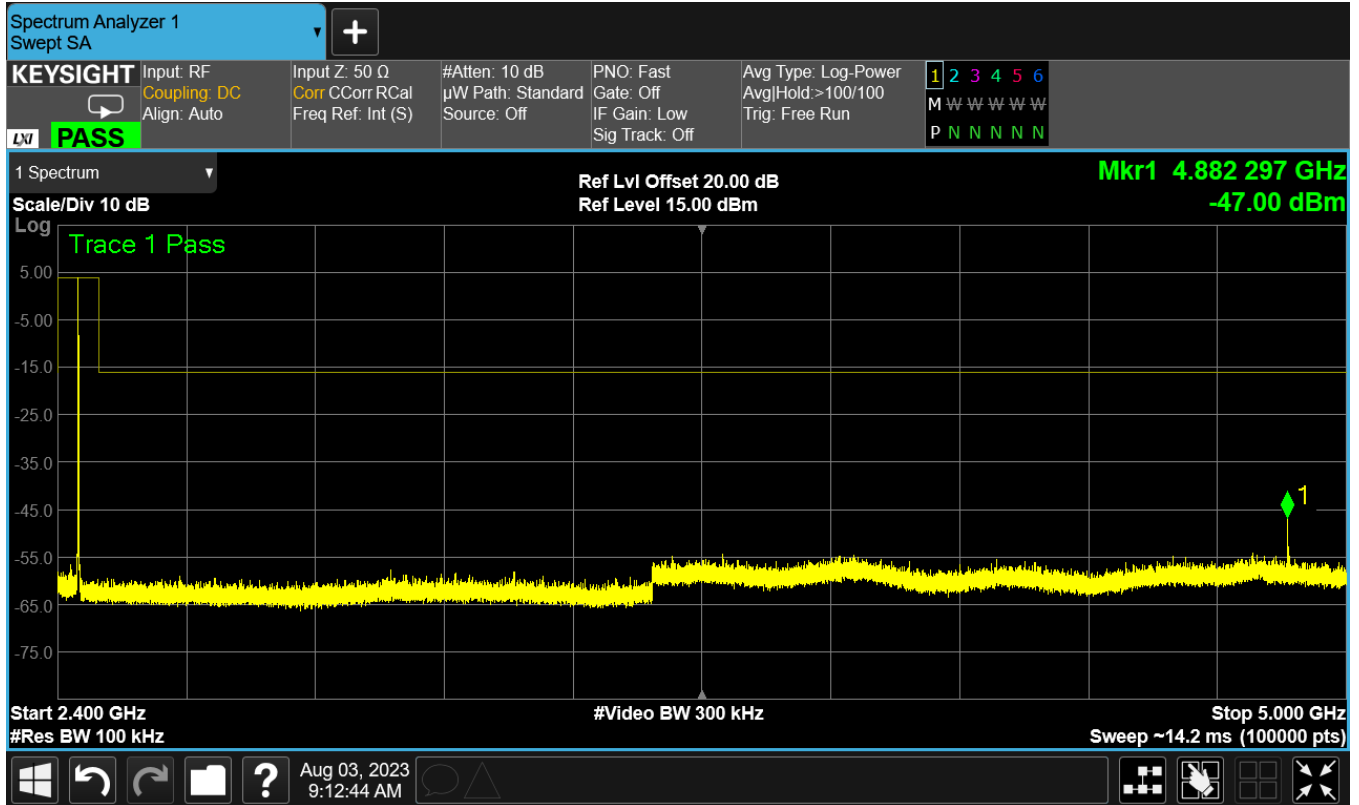 Spectrum Analyzer 1
Swept SA
KEYSIGHT
LXI PASS
Input: RF
Coupling: DC
Align: Auto
Input Z: 50 Ω
Corr CCorr RCal
Freq Ref: Int (S)
#Atten: 10 dB
µW Path: Standard
Source: Off
PNO: Fast
Gate: Off
IF Gain: Low
Sig Track: Off
Avg Type: Log-Power
Avg|Hold:>100/100
Trig: Free Run
1 2 3 4 5 6
M W W W W W
P N N N N N
1 Spectrum
Scale/Div 10 dB
Ref Lvl Offset 20.00 dB
Ref Level 15.00 dBm
Mkr1 4.882 297 GHz
-47.00 dBm
Log
Trace 1 Pass
5.00
-5.00
-15.0
-25.0
-35.0
1
-45.0
-55.0
-65.0
-75.0
Start 2.400 GHz
#Video BW 300 kHz
Stop 5.000 GHz
#Res BW 100 kHz
Sweep ~14.2 ms (100000 pts)
?
Aug 03, 2023
9:12:44 AM